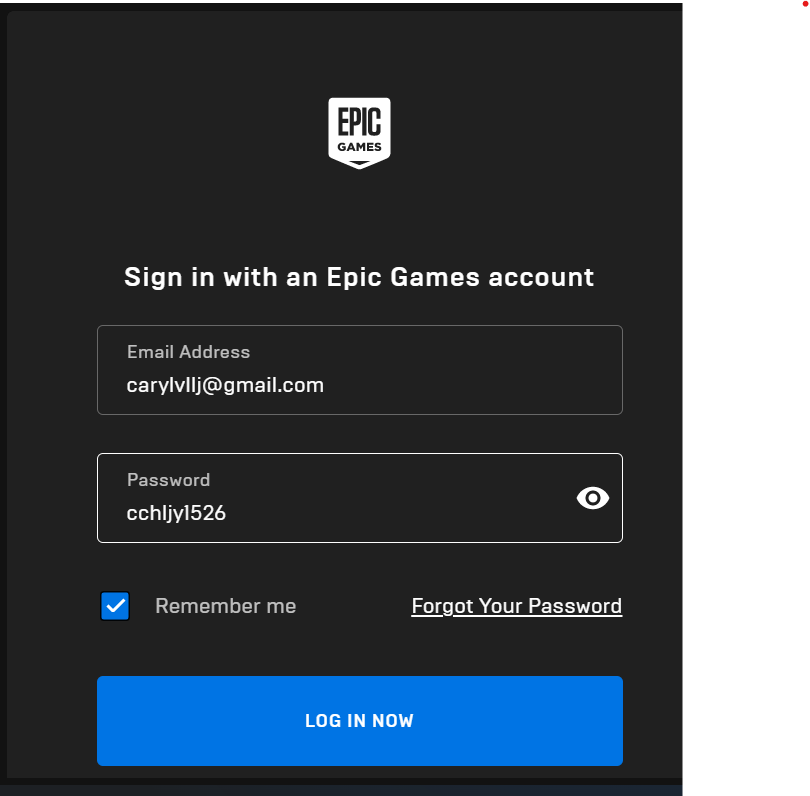 EPIC
GAMES
Sign in with an Epic Games account
Email Address
carylvllj@gmail.com
Password
cchljy1526
Remember me
Forgot Your Password
LOG IN NOW